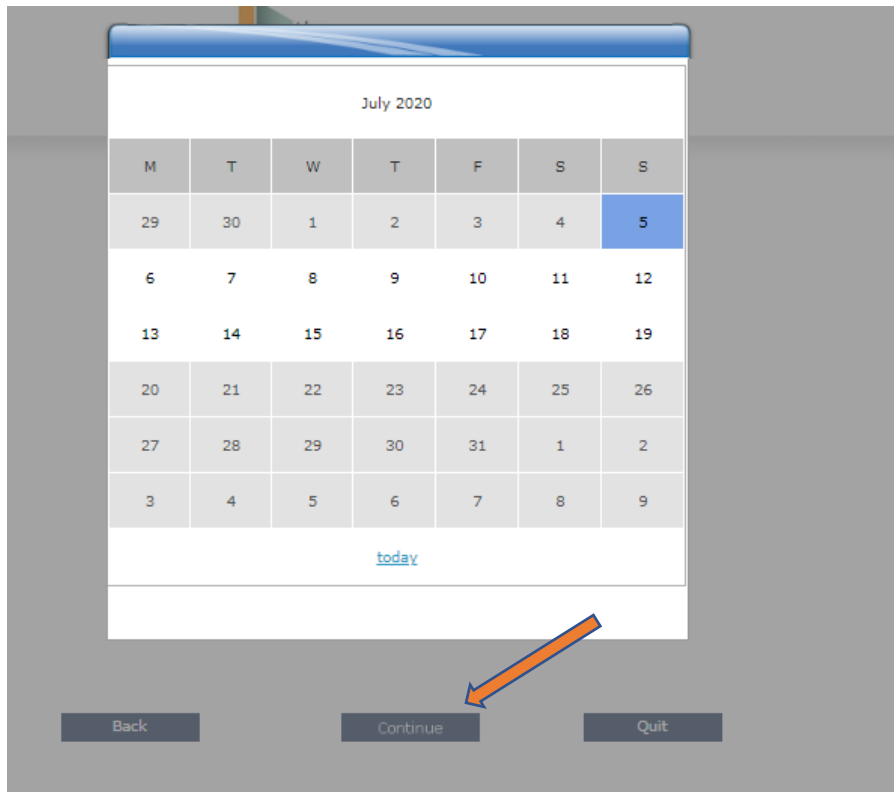 July 2020
M T W T F S S
29 30 1 2 3 4 5
6 7 8 9 10 11 12
13 14 15 16 17 18 19
20 21 22 23 24 25 26
27 28 29 30 31 1 2
3 4 5 6 7 8 9
today
Back Continue Quit